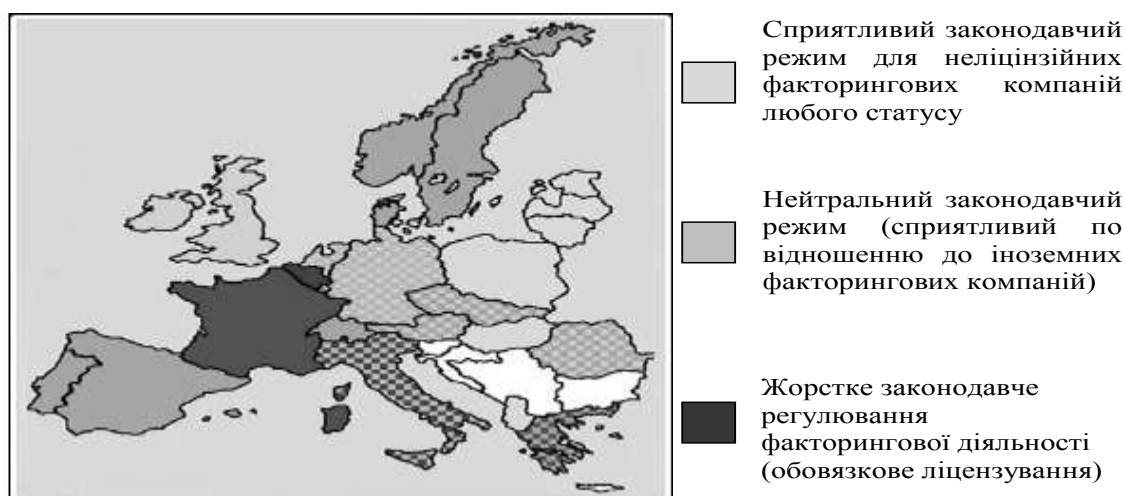 Сприятливий законодавчий
режим для неліцінзійних
факторингових компаній
любого статусу
Нейтральний законодавчий
режим (сприятливий по
відношенню до іноземних
факторингових компаній)
Жорстке законодавче
регулювання
факторингової діяльності
(обовязкове ліцензування)